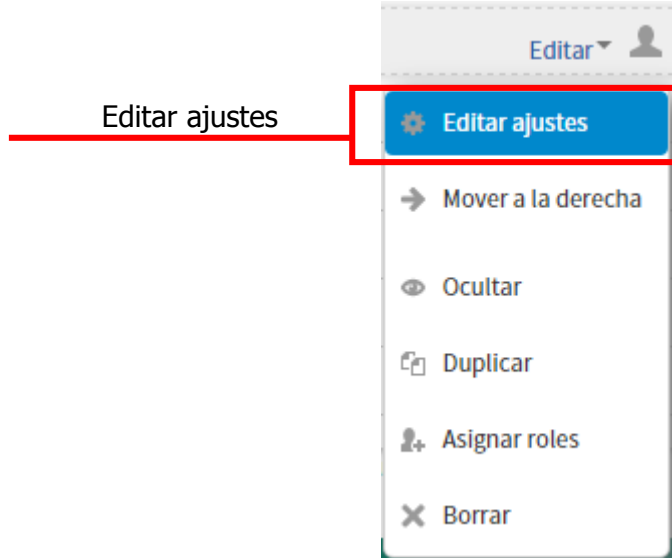 Editar
Editar ajustes
Editar ajustes
Mover a la derecha
Ocultar
Duplicar
Asignar roles
Borrar